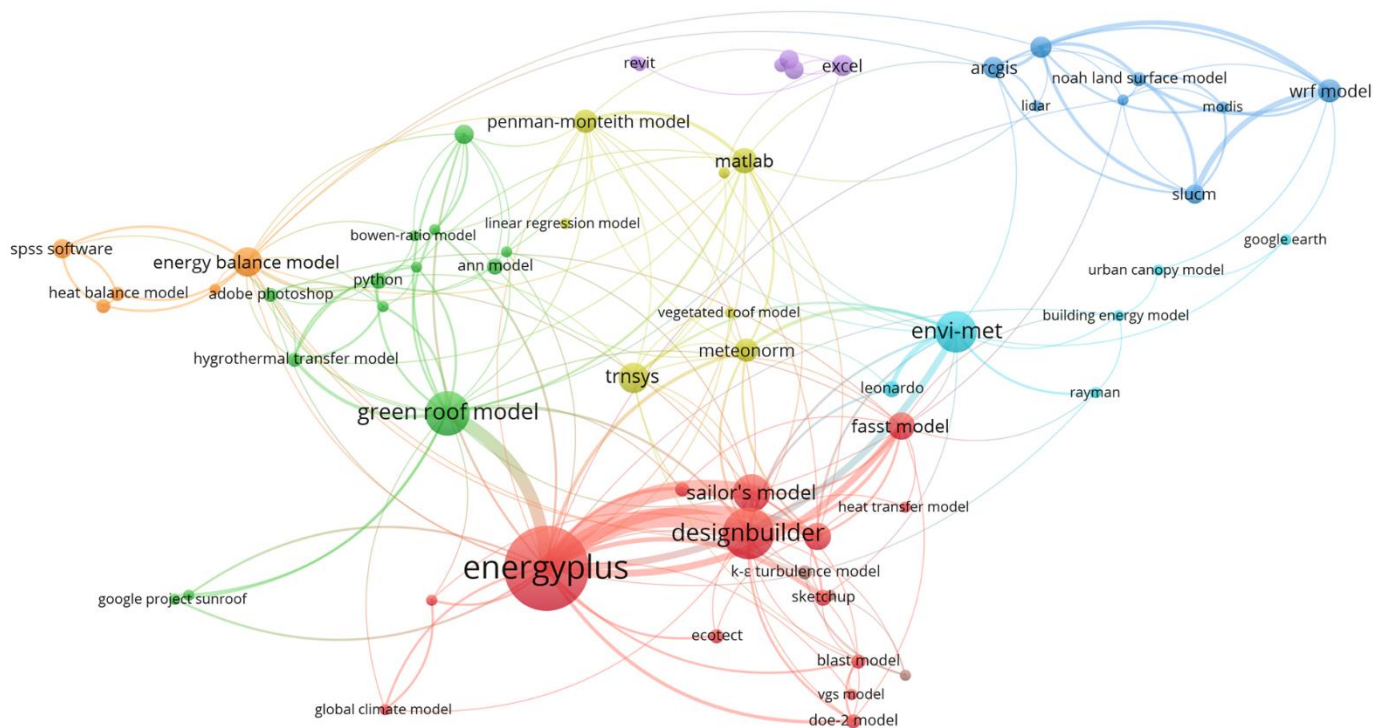 revit
excel
arcgis
noah land surface model
wrf model
lidar
modis
penman-monteith model
matlab
slucm
linear regression model
bowen-ratio model
spss software
energy balance model
ann model
google earth
urban canopy model
python
heat balance model
adobe photoshop
vegetated roof model
building energy model
envi-met
meteonorm
hygrothermal transfer model
trnsys
leonardo
rayman
green roof model
fasst model
sailor's model
heat transfer model
designbuilder
energyplus
k-ε turbulence model
sketchup
google project sunroof
ecotect
blast model
vgs model
global climate model
doe-2 model